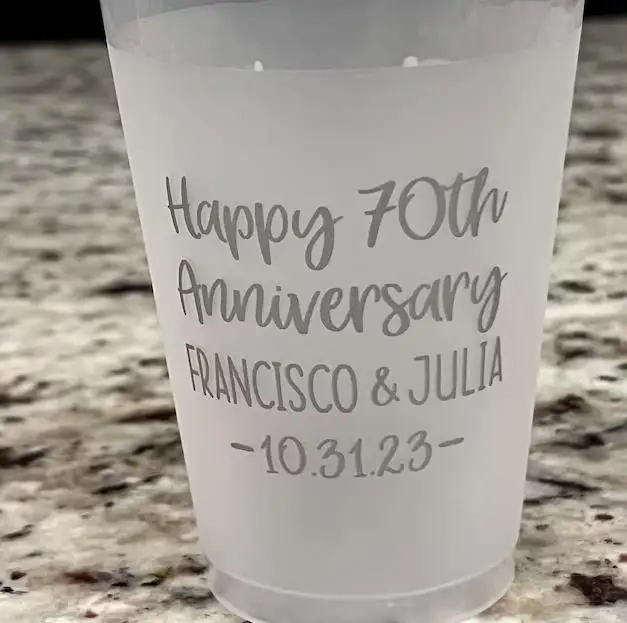 Happy 70th
Anniversary
FRANCISCO & JULIA
-10.31.23-